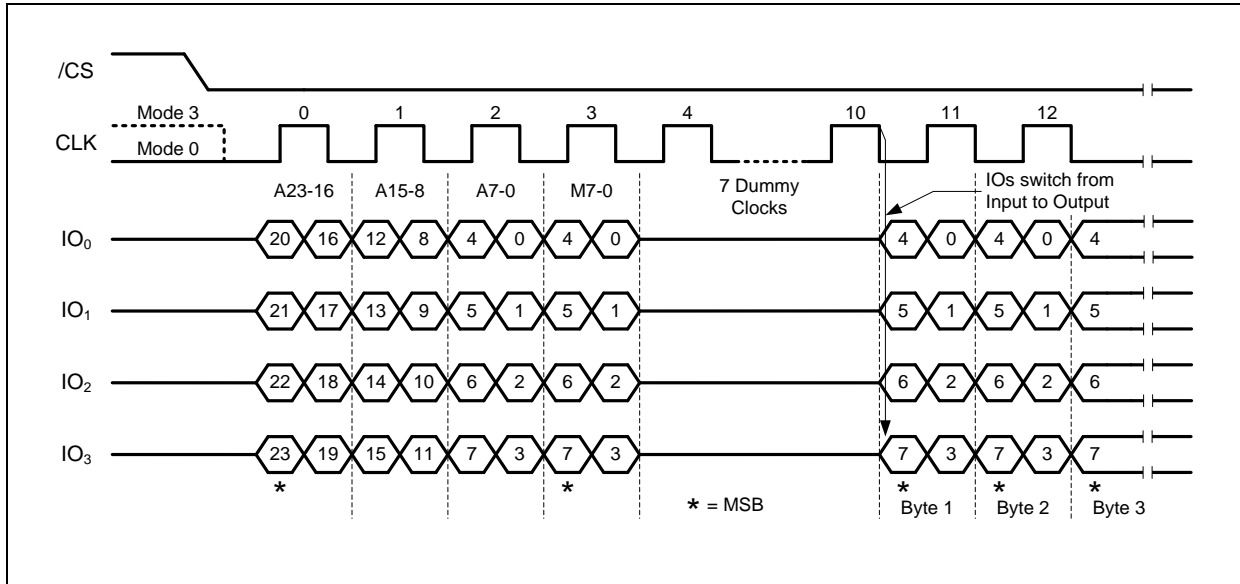 /CS
Mode 3 0 1 2 3 4 10 11 12
CLK
Mode 0
A23-16 A15-8 A7-0 M7-0 7 Dummy
Clocks
IOs switch from
Input to Output
IO0 20 16 12 8 4 0 4 0 4 0 4 0 4
IO1 21 17 13 9 5 1 5 1 5 1 5 1 5
IO2 22 18 14 10 6 2 6 2 6 2 6 2 6
IO3 23 19 15 11 7 3 7 3 7 3 7 3 7
* * * * *
* = MSB Byte 1 Byte 2 Byte 3